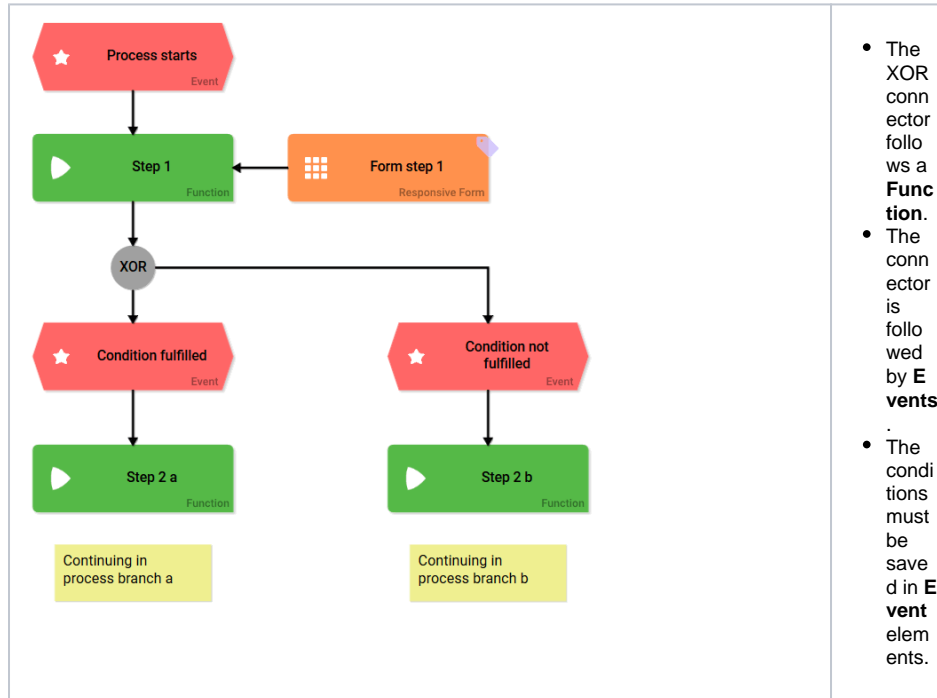 Process starts
Event
Step 1
Function
Form step 1
Responsive Form
XOR
Condition fulfilled
Event
Condition not
fulfilled
Event
Step 2 a
Function
Step 2 b
Function
Continuing in
process branch a
Continuing in
process branch b
• The
XOR
conn
ector
follo
ws a
Func
tion.
• The
conn
ector
is
follo
wed
by E
vents
.
• The
condi
tions
must
be
save
d in E
vent
elem
ents.